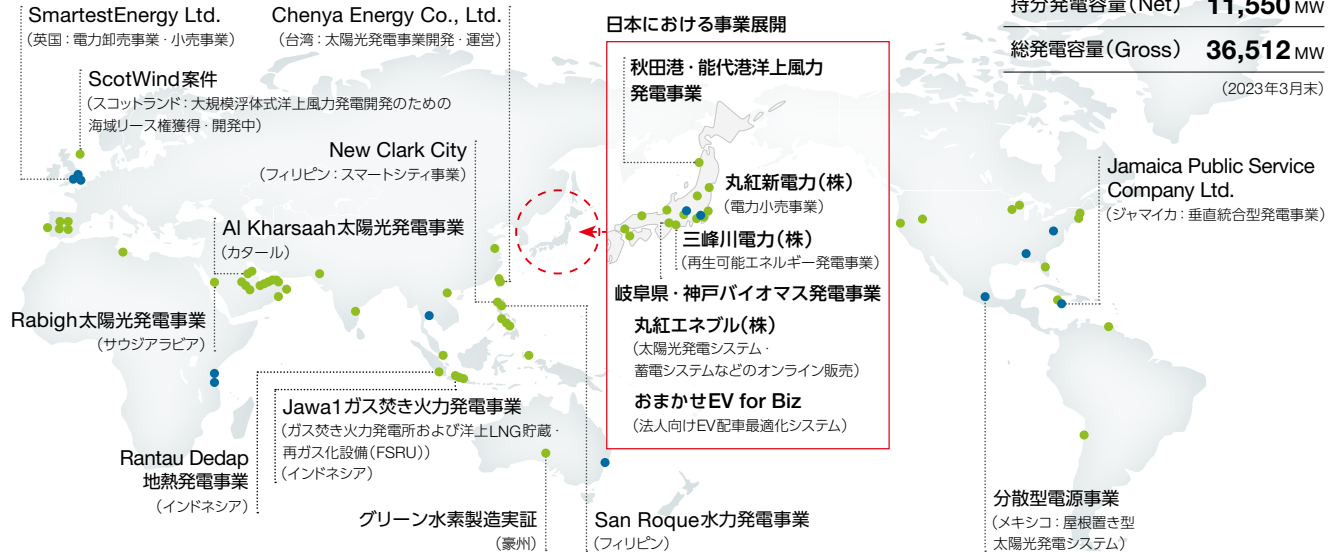 SmartestEnergy Ltd.
(英国：電力卸売事業・小売事業)
Chenya Energy Co., Ltd.
(台湾：太陽光発電事業開発・運営)
ScotWind案件
(スコットランド：大規模浮体式洋上風力発電開発のための
海域リース権獲得・開発中)
New Clark City
(フィリピン：スマートシティ事業)
Al Kharsaah太陽光発電事業
(カタール)
Rabigh太陽光発電事業
(サウジアラビア)
Jawa1ガス焚き火力発電事業
(ガス焚き火力発電所および洋上LNG貯蔵・
再ガス化設備(FSRU))
(インドネシア)
Rantau Dedap
地熱発電事業
(インドネシア)
グリーン水素製造実証
(豪州)
San Roque水力発電事業
(フィリピン)
日本における事業展開
秋田港・能代港洋上風力
発電事業
丸紅新電力(株)
(電力小売事業)
三峰川電力(株)
(再生可能エネルギー発電事業)
岐阜県・神戸バイオマス発電事業
丸紅エネブル(株)
(太陽光発電システム・
蓄電システムなどのオンライン販売)
おまかせEV for Biz
(法人向けEV配車最適化システム)
持分発電容量(Net) 11,550 MW
総発電容量(Gross) 36,512 MW
(2023年3月末)
Jamaica Public Service
Company Ltd.
(ジャマイカ：垂直統合型発電事業)
分散型電源事業
(メキシコ：屋根置き型
太陽光発電システム)